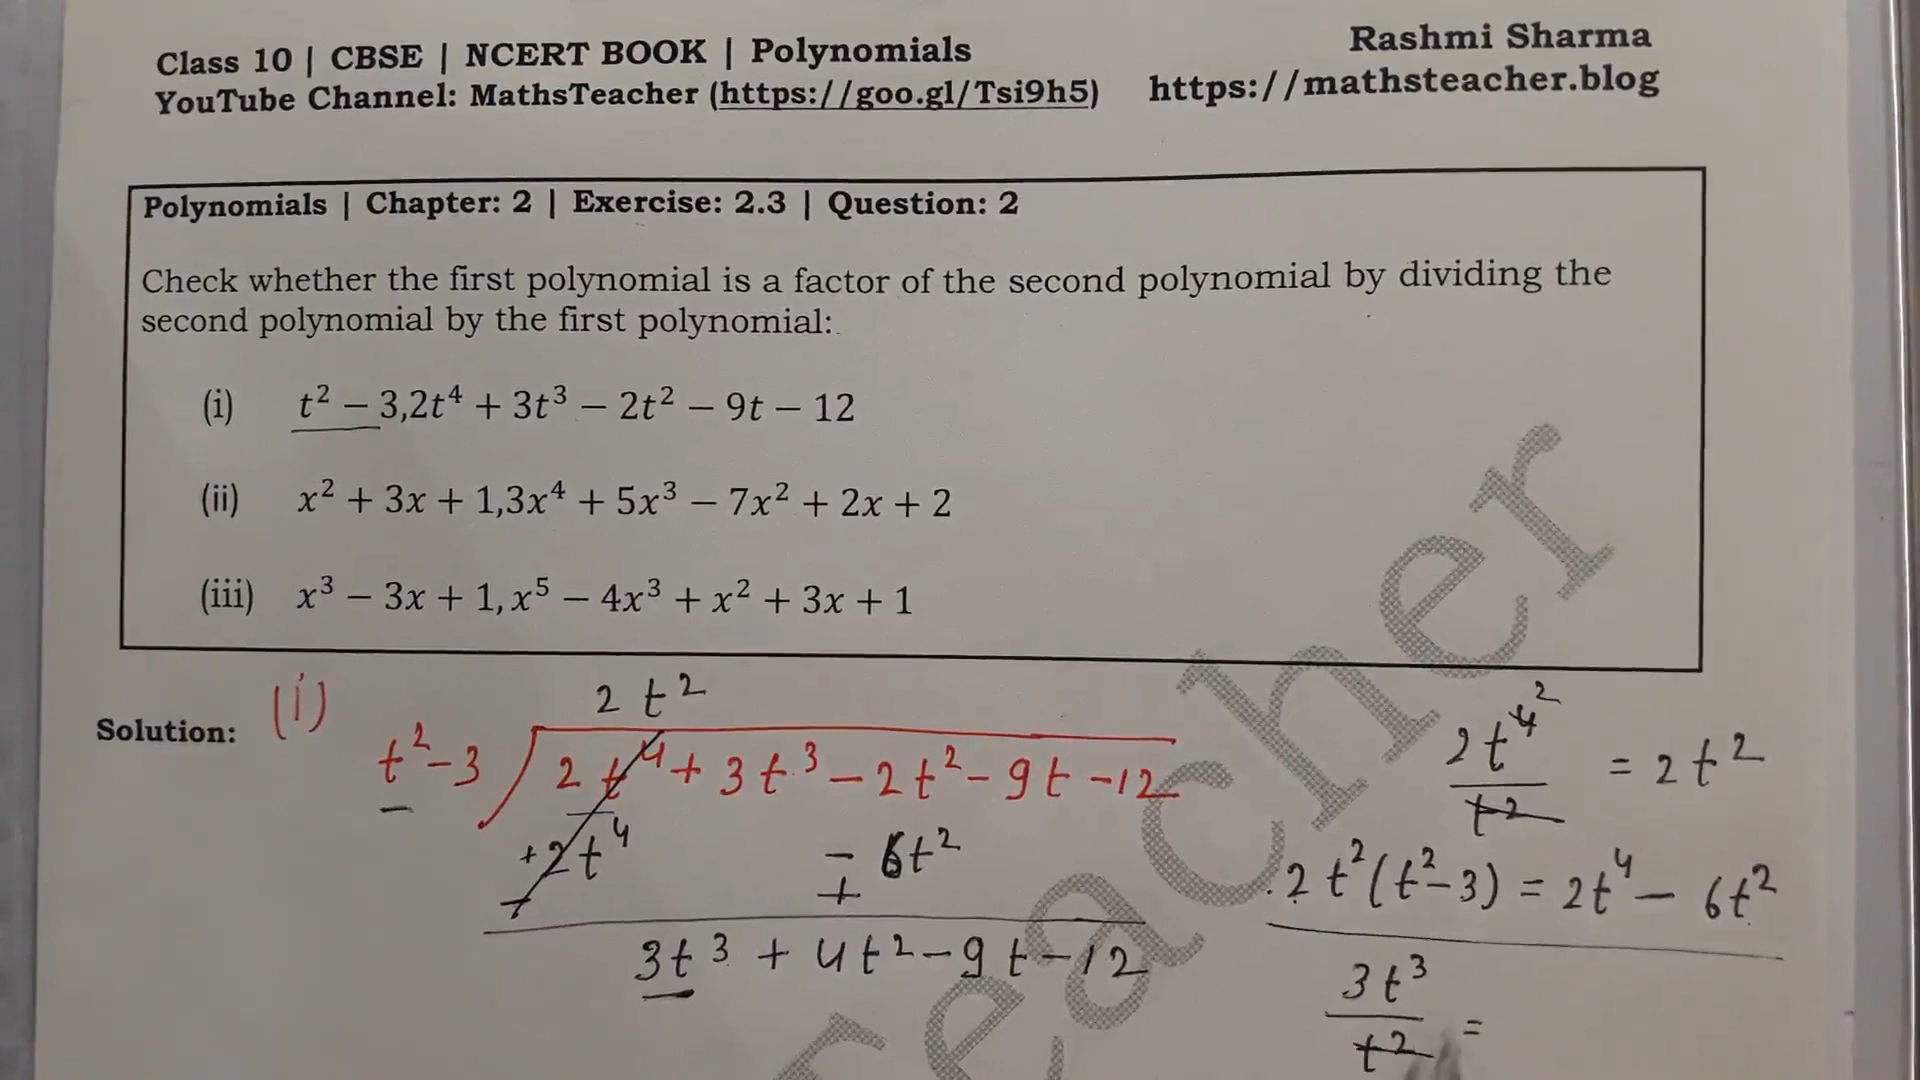 Class 10 | CBSE | NCERT BOOK | Polynomials
Rashmi Sharma
YouTube Channel: MathsTeacher (https://goo.gl/Tsi9h5)
https://mathsteacher.blog
Polynomials | Chapter: 2 | Exercise: 2.3 | Question: 2
Check whether the first polynomial is a factor of the second polynomial by dividing the
second polynomial by the first polynomial:
(i) t² − 3,2t⁴ + 3t³ − 2t² − 9t − 12
(ii) x² + 3x + 1,3x⁴ + 5x³ − 7x² + 2x + 2
(iii) x³ − 3x + 1, x⁵ − 4x³ + x² + 3x + 1
Solution: (i)
2t²
t²-3 ) 2t⁴ + 3t³ - 2t² - 9t - 12
+2t⁴ - 6t²
- +
3t³ + 4t² - 9t - 12
2t⁴/t² = 2t²
2
2t²(t²-3) = 2t⁴ - 6t²
3t³/t² =
eacher